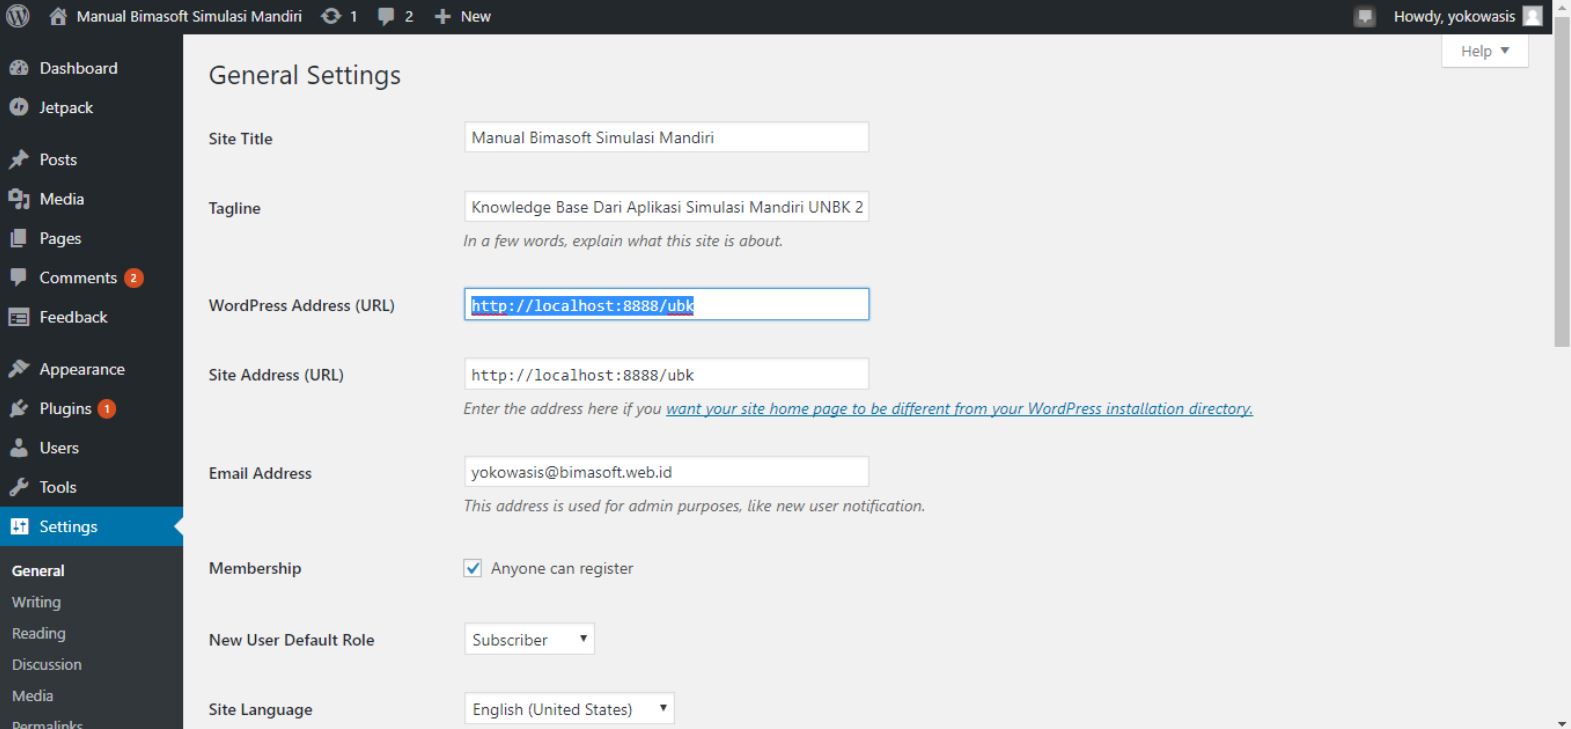 Manual Bimasoft Simulasi Mandiri 1 2 New Howdy, yokowasis
Help
Dashboard
Jetpack
Posts
Media
Pages
Comments 2
Feedback
Appearance
Plugins 1
Users
Tools
Settings
General
Writing
Reading
Discussion
Media
Permalinks
General Settings
Site Title
Manual Bimasoft Simulasi Mandiri
Tagline
Knowledge Base Dari Aplikasi Simulasi Mandiri UNBK 2
In a few words, explain what this site is about.
WordPress Address (URL)
http://localhost:8888/ubk
Site Address (URL)
http://localhost:8888/ubk
Enter the address here if you want your site home page to be different from your WordPress installation directory.
Email Address
yokowasis@bimasoft.web.id
This address is used for admin purposes, like new user notification.
Membership
Anyone can register
New User Default Role
Subscriber
Site Language
English (United States)